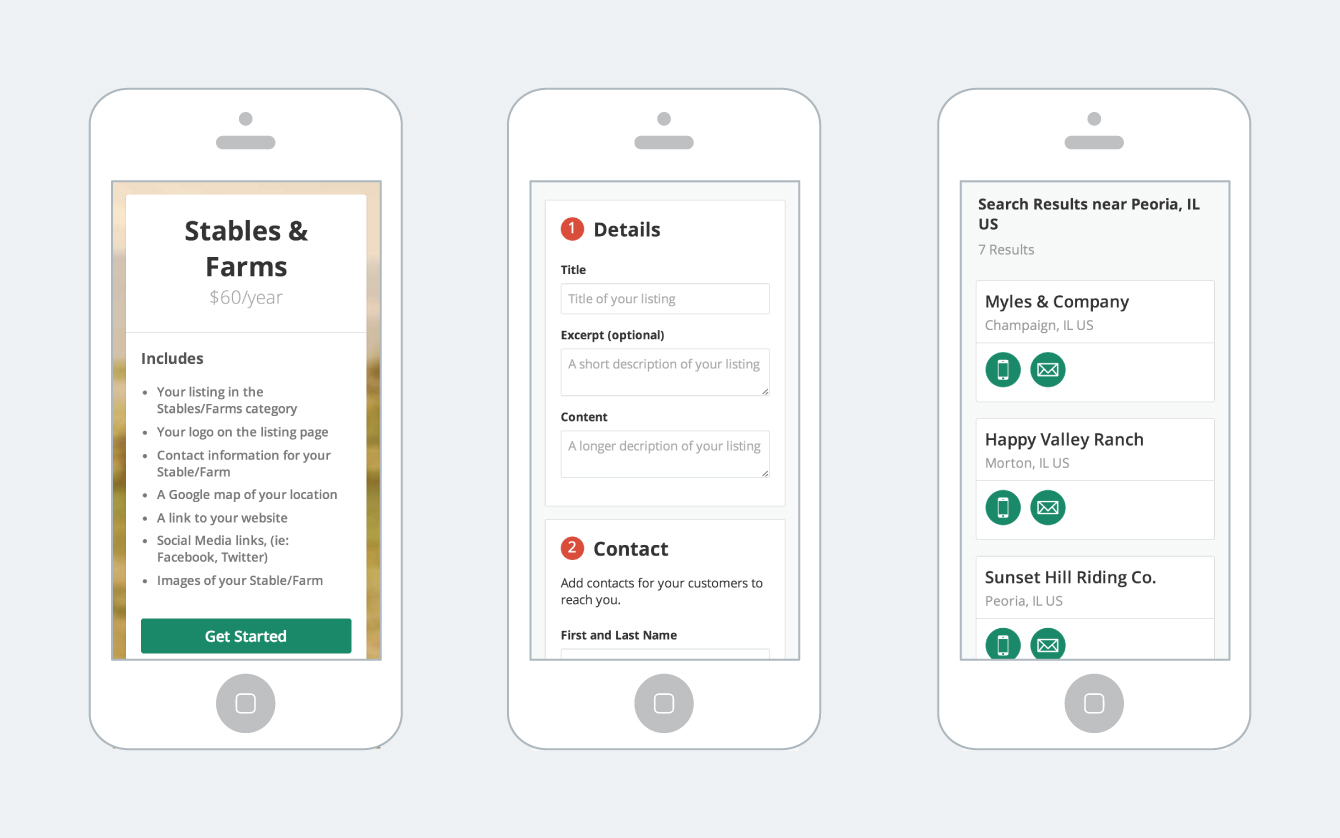 Stables &
Farms
$60/year
Includes
• Your listing in the
Stables/Farms category
• Your logo on the listing page
• Contact information for your
Stable/Farm
• A Google map of your location
• A link to your website
• Social Media links, (ie:
Facebook, Twitter)
• Images of your Stable/Farm
Get Started
1 Details
Title
Title of your listing
Excerpt (optional)
A short description of your listing
Content
A longer decription of your listing
2 Contact
Add contacts for your customers to
reach you.
First and Last Name
Search Results near Peoria, IL
US
7 Results
Myles & Company
Champaign, IL US
Happy Valley Ranch
Morton, IL US
Sunset Hill Riding Co.
Peoria, IL US